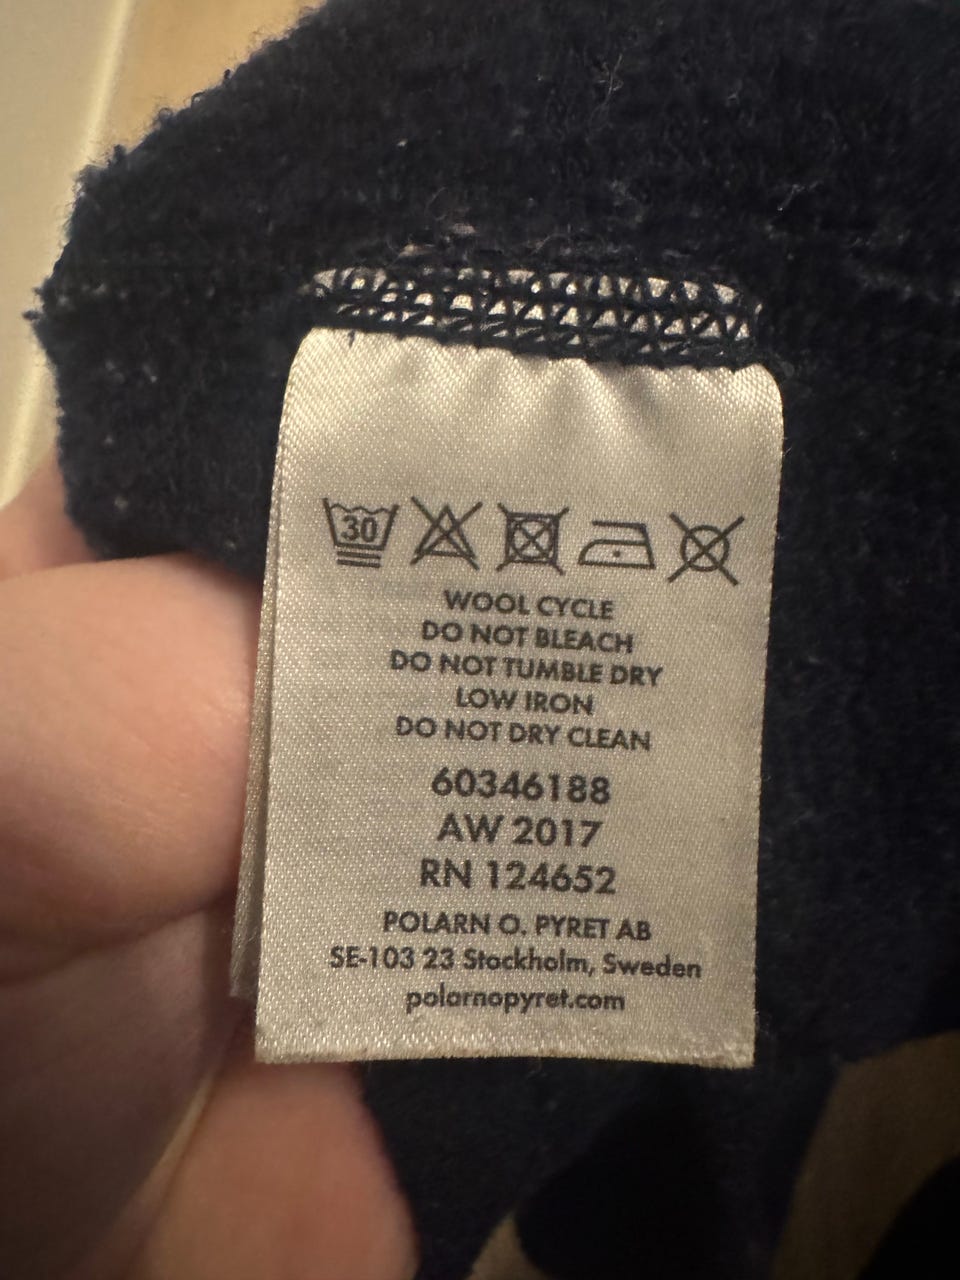 30
WOOL CYCLE
DO NOT BLEACH
DO NOT TUMBLE DRY
LOW IRON
DO NOT DRY CLEAN
60346188
AW 2017
RN 124652
POLARN O. PYRET AB
SE-103 23 Stockholm, Sweden
polarnopyret.com